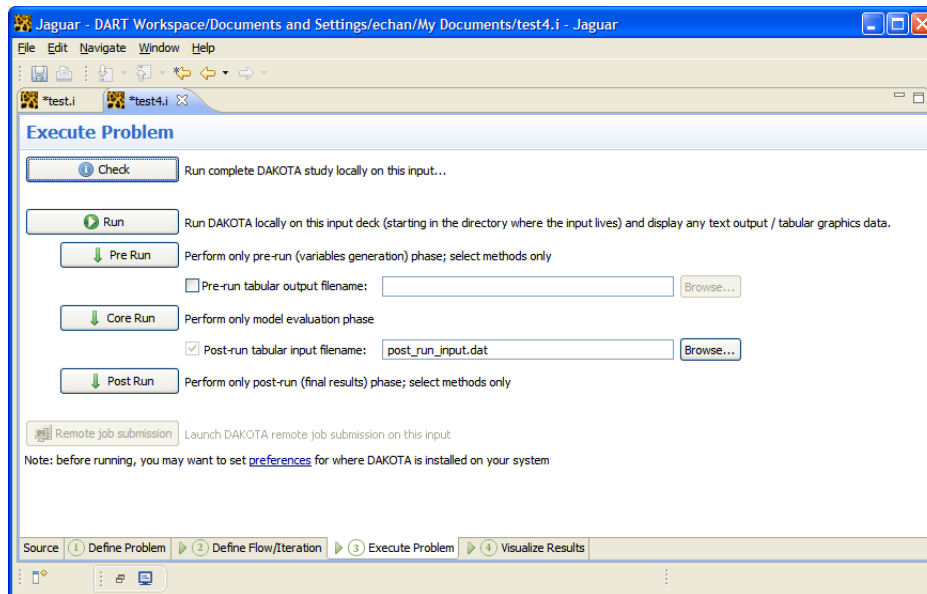 Jaguar - DART Workspace/Documents and Settings/echan/My Documents/test4.i - Jaguar
File Edit Navigate Window Help
*test.i *test4.i
Execute Problem
Check Run complete DAKOTA study locally on this input...
Run Run DAKOTA locally on this input deck (starting in the directory where the input lives) and display any text output / tabular graphics data.
Pre Run Perform only pre-run (variables generation) phase; select methods only
Pre-run tabular output filename: Browse...
Core Run Perform only model evaluation phase
Post-run tabular input filename: post_run_input.dat Browse...
Post Run Perform only post-run (final results) phase; select methods only
Remote job submission Launch DAKOTA remote job submission on this input
Note: before running, you may want to set preferences for where DAKOTA is installed on your system
Source 1 Define Problem 2 Define Flow/Iteration 3 Execute Problem 4 Visualize Results